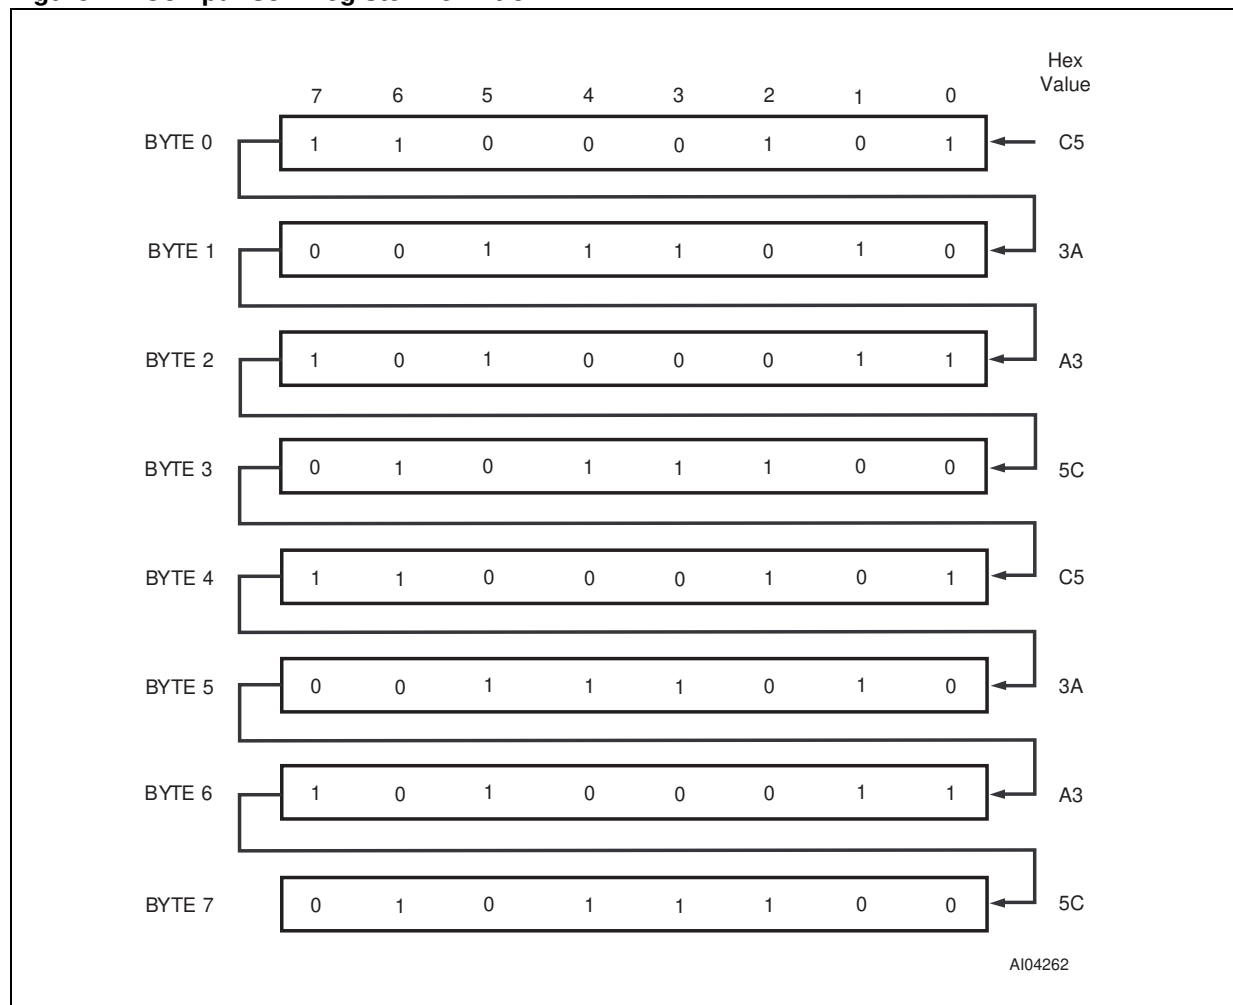 Hex
Value
7 6 5 4 3 2 1 0
BYTE 0 1 1 0 0 0 1 0 1 C5
BYTE 1 0 0 1 1 1 0 1 0 3A
BYTE 2 1 0 1 0 0 0 1 1 A3
BYTE 3 0 1 0 1 1 1 0 0 5C
BYTE 4 1 1 0 0 0 1 0 1 C5
BYTE 5 0 0 1 1 1 0 1 0 3A
BYTE 6 1 0 1 0 0 0 1 1 A3
BYTE 7 0 1 0 1 1 1 0 0 5C
AI04262